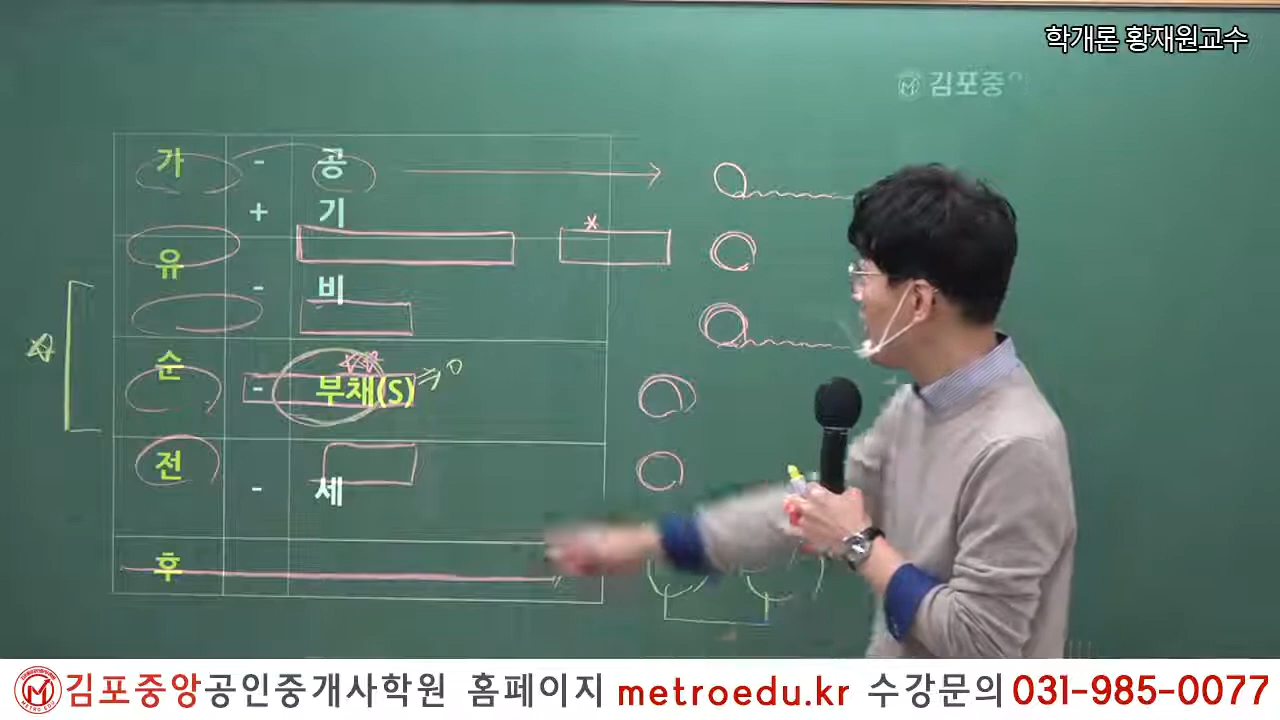 학개론 황재원교수
김포중
가 - 공
+ 기
유
- 비
순
- 부채(S)
전
- 세
후
김포중앙공인중개사학원 홈페이지 metroedu.kr 수강문의 031-985-0077